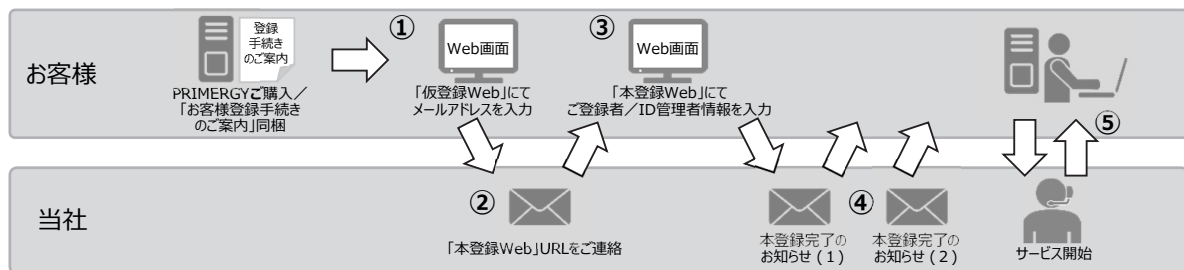 お客様
登録
手続き
のご案内
PRIMERGYご購入／
「お客様登録手続き
のご案内」同梱
①
Web画面
「仮登録Web」にて
メールアドレスを入力
③
Web画面
「本登録Web」にて
ご登録者／ID管理者情報を入力
⑤
当社
②
「本登録Web」URLをご連絡
④
本登録完了の
お知らせ(1)
本登録完了の
お知らせ(2)
サービス開始